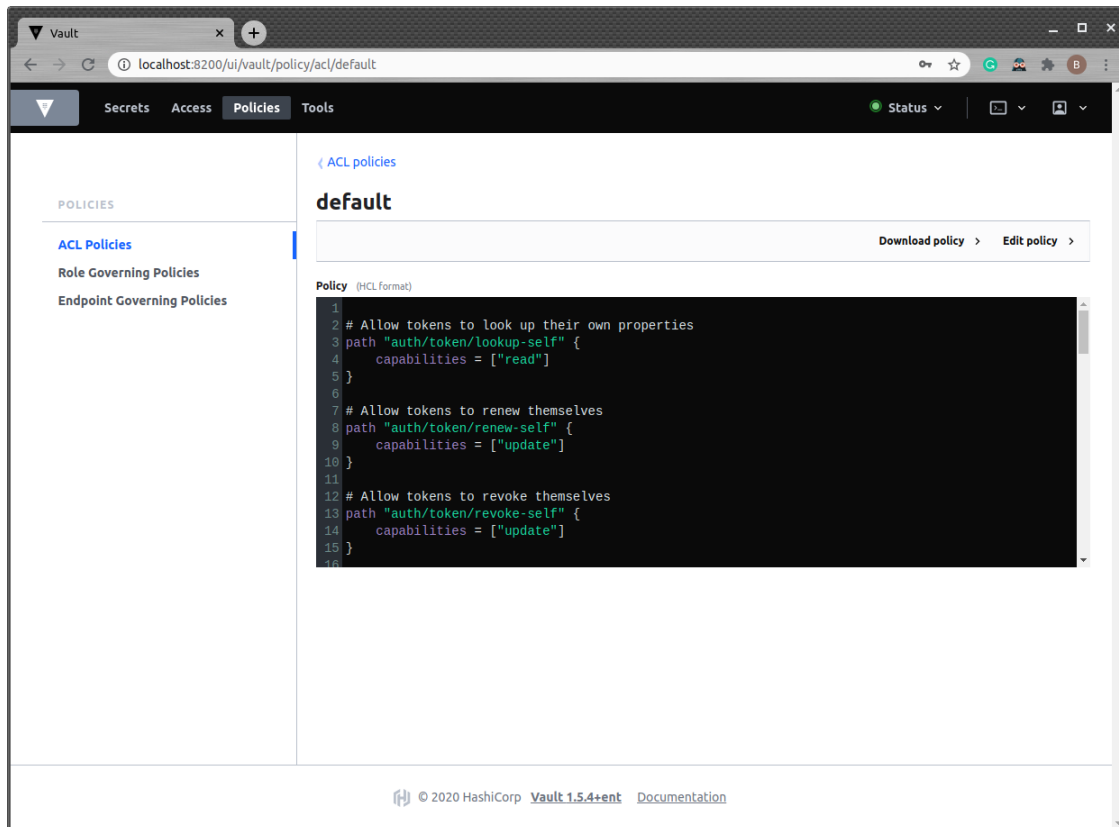 Vault
localhost:8200/ui/vault/policy/acl/default
B
Secrets Access Policies Tools Status
ACL policies
POLICIES
default
ACL Policies
Role Governing Policies
Endpoint Governing Policies
Download policy Edit policy
Policy (HCL format)
1
2 # Allow tokens to look up their own properties
3 path "auth/token/lookup-self" {
4     capabilities = ["read"]
5 }
6
7 # Allow tokens to renew themselves
8 path "auth/token/renew-self" {
9     capabilities = ["update"]
10 }
11
12 # Allow tokens to revoke themselves
13 path "auth/token/revoke-self" {
14     capabilities = ["update"]
15 }
16
© 2020 HashiCorp Vault 1.5.4+ent Documentation